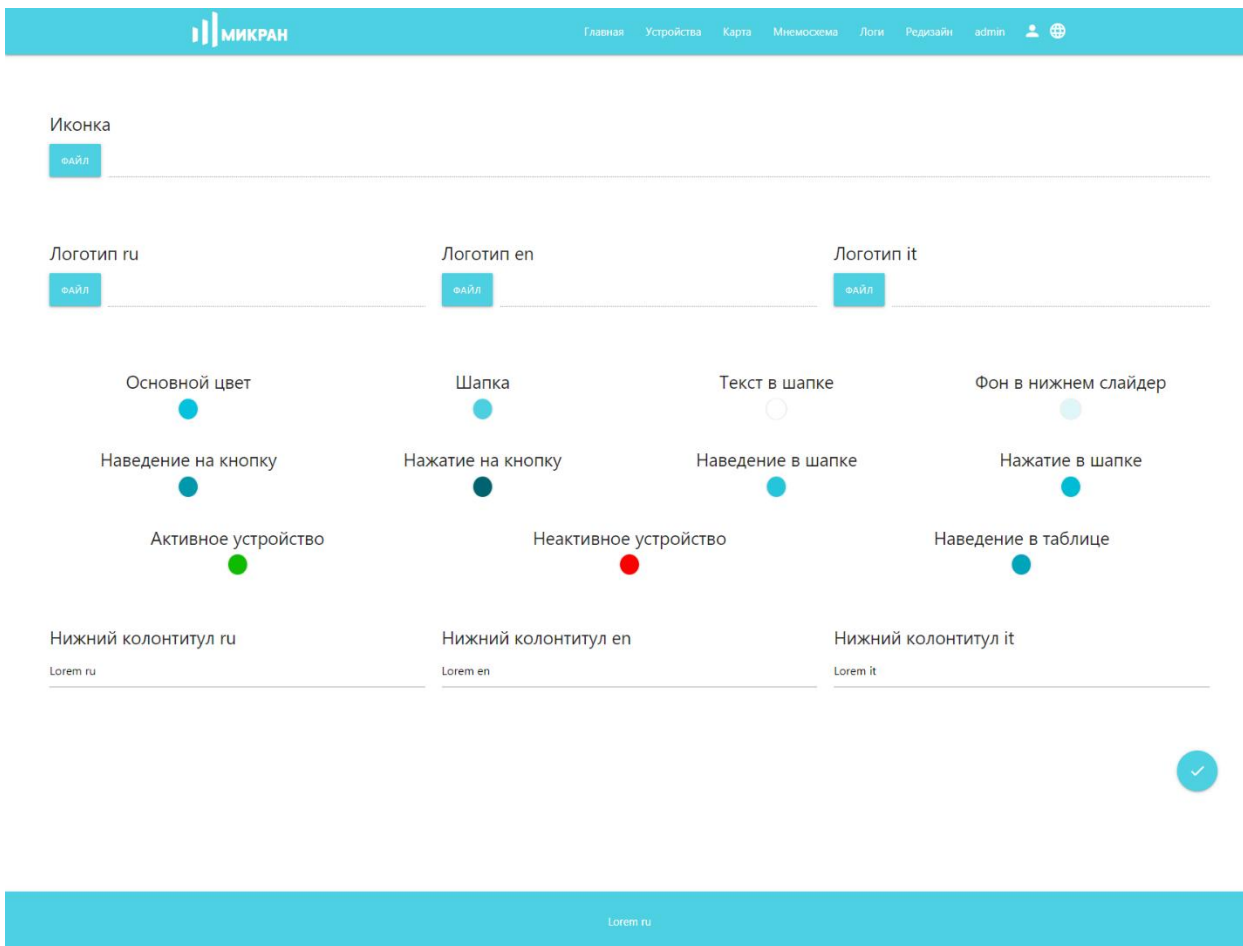 МИКРАН
Главная Устройства Карта Мнемосхема Логи Редизайн admin
Иконка
ФАЙЛ
Логотип ru Логотип en Логотип it
ФАЙЛ ФАЙЛ ФАЙЛ
Основной цвет Шапка Текст в шапке Фон в нижнем слайдер
Наведение на кнопку Нажатие на кнопку Наведение в шапке Нажатие в шапке
Активное устройство Неактивное устройство Наведение в таблице
Нижний колонтитул ru Нижний колонтитул en Нижний колонтитул it
Lorem ru Lorem en Lorem it
Lorem ru